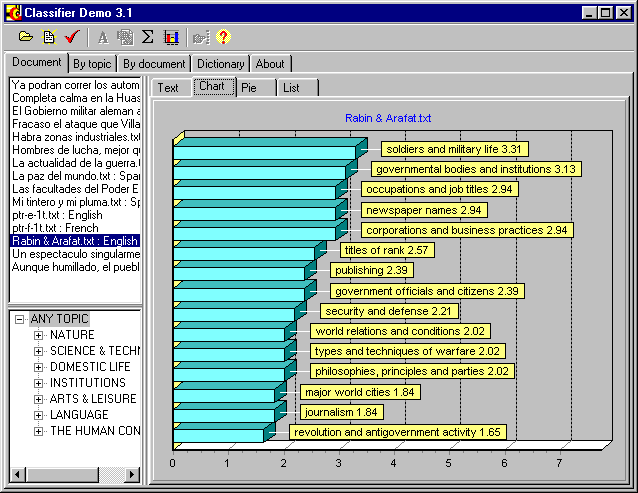 Classifier Demo 3.1
A Σ ?
Document By topic By document Dictionary About
Ya podran correr los autom
Completa calma en la Huas
El Gobierno militar aleman a
Fracaso el ataque que Villa
Habra zonas industriales.txt
Hombres de lucha, mejor q
La actualidad de la guerra.
La paz del mundo.txt : Span
Las facultades del Poder E
Mi tintero y mi pluma.txt : Sp
ptr-e-1t.txt : English
ptr-f-1t.txt : French
Rabin & Arafat.txt : English
Un espectaculo singularme
Aunque humillado, el puebl
ANY TOPIC
NATURE
SCIENCE & TECHN
DOMESTIC LIFE
INSTITUTIONS
ARTS & LEISURE
LANGUAGE
THE HUMAN CON
Text Chart Pie List
Rabin & Arafat.txt
soldiers and military life 3.31
governmental bodies and institutions 3.13
occupations and job titles 2.94
newspaper names 2.94
corporations and business practices 2.94
titles of rank 2.57
publishing 2.39
government officials and citizens 2.39
security and defense 2.21
world relations and conditions 2.02
types and techniques of warfare 2.02
philosophies, principles and parties 2.02
major world cities 1.84
journalism 1.84
revolution and antigovernment activity 1.65
0 1 2 3 4 5 6 7